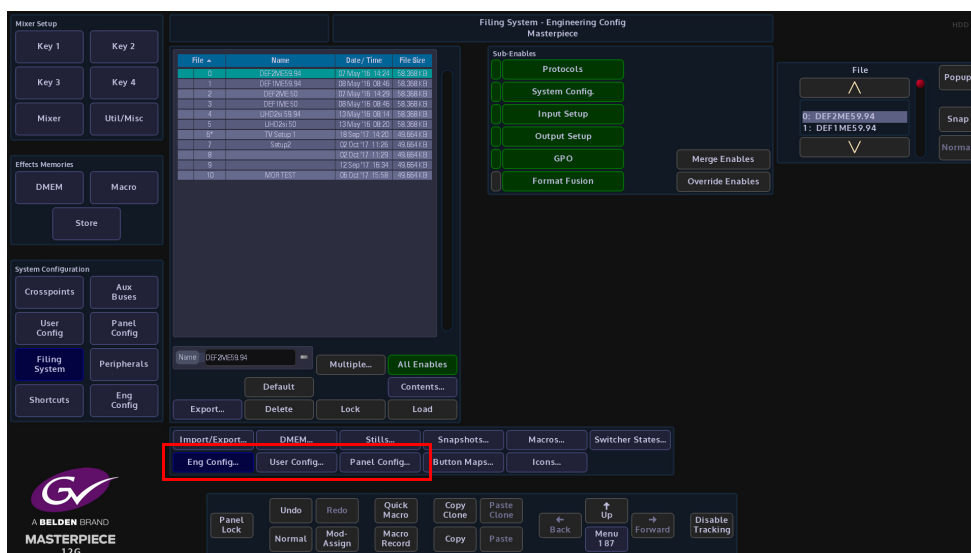 Mixer Setup
Key 1
Key 2
Key 3
Key 4
Mixer
Util/Misc
Effects Memories
DMEM
Macro
Store
System Configuration
Crosspoints
Aux
Buses
User
Config
Panel
Config
Filing
System
Peripherals
Shortcuts
Eng
Config
GV
A BELDEN BRAND
MASTERPIECE
12G
Filing System - Engineering Config
Masterpiece
HDD
File Name Date / Time File Size
0 DEF2ME59.94 07 May '16 14:24 58.368 KB
1 DEF1ME59.94 08 May '16 08:46 58.368 KB
2 DEF2ME50 07 May '16 14:29 58.368 KB
3 DEF1ME50 08 May '16 08:46 58.368 KB
4 UHD2si 59.94 13 May '16 08:14 58.368 KB
5 UHD2si 50 13 May '16 08:20 58.368 KB
6* TV Setup 1 18 Sep '17 14:20 49.664 KB
7 Setup2 02 Oct '17 11:26 49.664 KB
8 02 Oct '17 11:29 49.664 KB
9 12 Sep '17 16:34 49.664 KB
10 MOR TEST 06 Oct '17 15:58 49.664 KB
Name DEF2ME59.94
Multiple...
All Enables
Default
Contents...
Export...
Delete
Lock
Load
Sub-Enables
Protocols
System Config.
Input Setup
Output Setup
GPO
Format Fusion
Merge Enables
Override Enables
File
0: DEF2ME59.94
1: DEF1ME59.94
Popup
Snap
Norma
Import/Export...
DMEM...
Stills...
Snapshots...
Macros...
Switcher States...
Eng Config...
User Config...
Panel Config...
Button Maps...
Icons...
Panel
Lock
Undo
Redo
Normal
Mod-
Assign
Quick
Macro
Macro
Record
Copy
Clone
Paste
Clone
Copy
Paste
Back
Up
Menu
187
Forward
Disable
Tracking